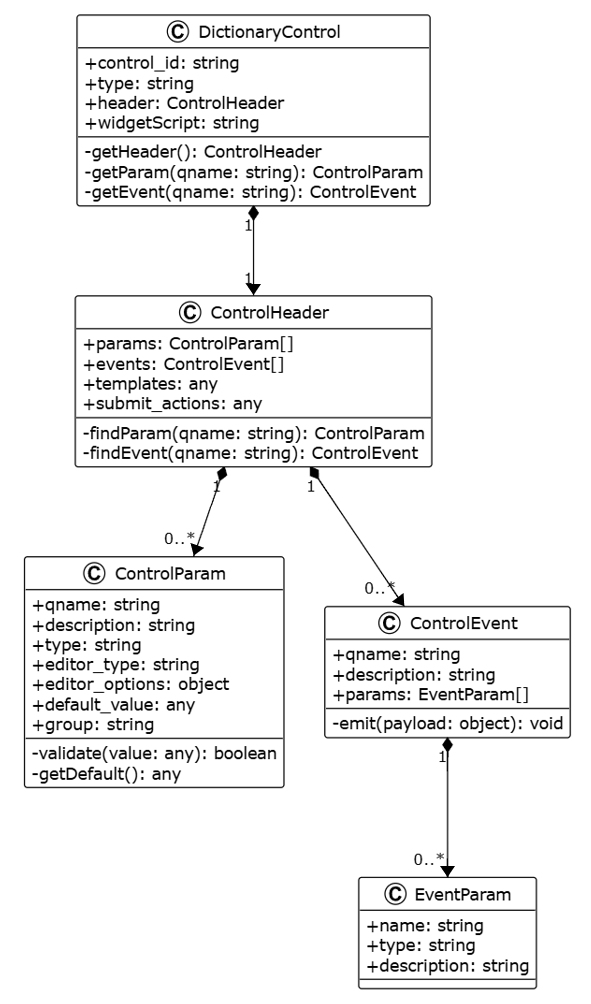 C DictionaryControl
+control_id: string
+type: string
+header: ControlHeader
+widgetScript: string
-getHeader(): ControlHeader
-getParam(qname: string): ControlParam
-getEvent(qname: string): ControlEvent
1
1
C ControlHeader
+params: ControlParam[]
+events: ControlEvent[]
+templates: any
+submit_actions: any
-findParam(qname: string): ControlParam
-findEvent(qname: string): ControlEvent
1
1
0..*
0..*
C ControlParam
+qname: string
+description: string
+type: string
+editor_type: string
+editor_options: object
+default_value: any
+group: string
-validate(value: any): boolean
-getDefault(): any
C ControlEvent
+qname: string
+description: string
+params: EventParam[]
-emit(payload: object): void
1
0..*
C EventParam
+name: string
+type: string
+description: string